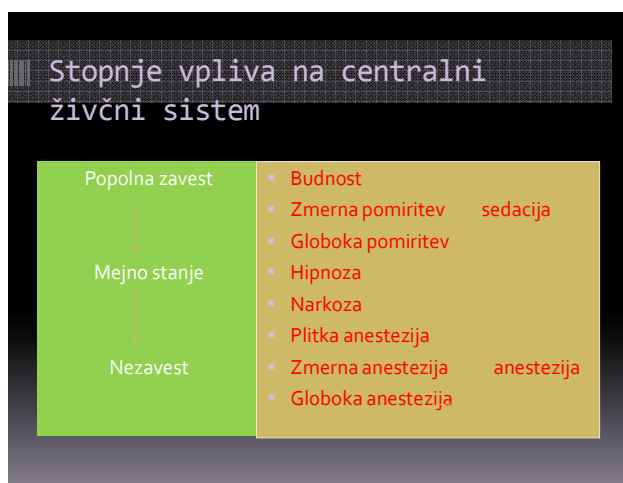 Stopnje vpliva na centralni
živčni sistem
Popolna zavest
Mejno stanje
Nezavest
Budnost
Zmerna pomiritev sedacija
Globoka pomiritev
Hipnoza
Narkoza
Plitka anestezija
Zmerna anestezija anestezija
Globoka anestezija